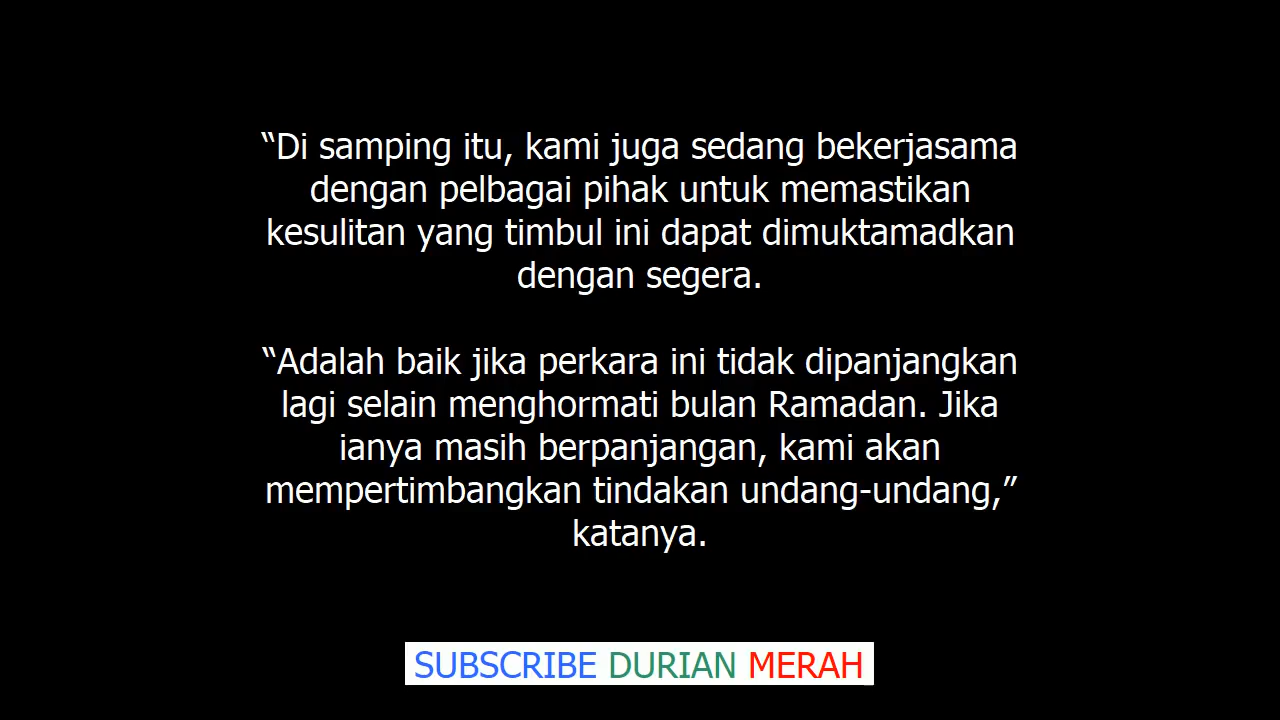 “Di samping itu, kami juga sedang bekerjasama
dengan pelbagai pihak untuk memastikan
kesulitan yang timbul ini dapat dimuktamadkan
dengan segera.
“Adalah baik jika perkara ini tidak dipanjangkan
lagi selain menghormati bulan Ramadan. Jika
ianya masih berpanjangan, kami akan
mempertimbangkan tindakan undang-undang,”
katanya.
SUBSCRIBE DURIAN MERAH